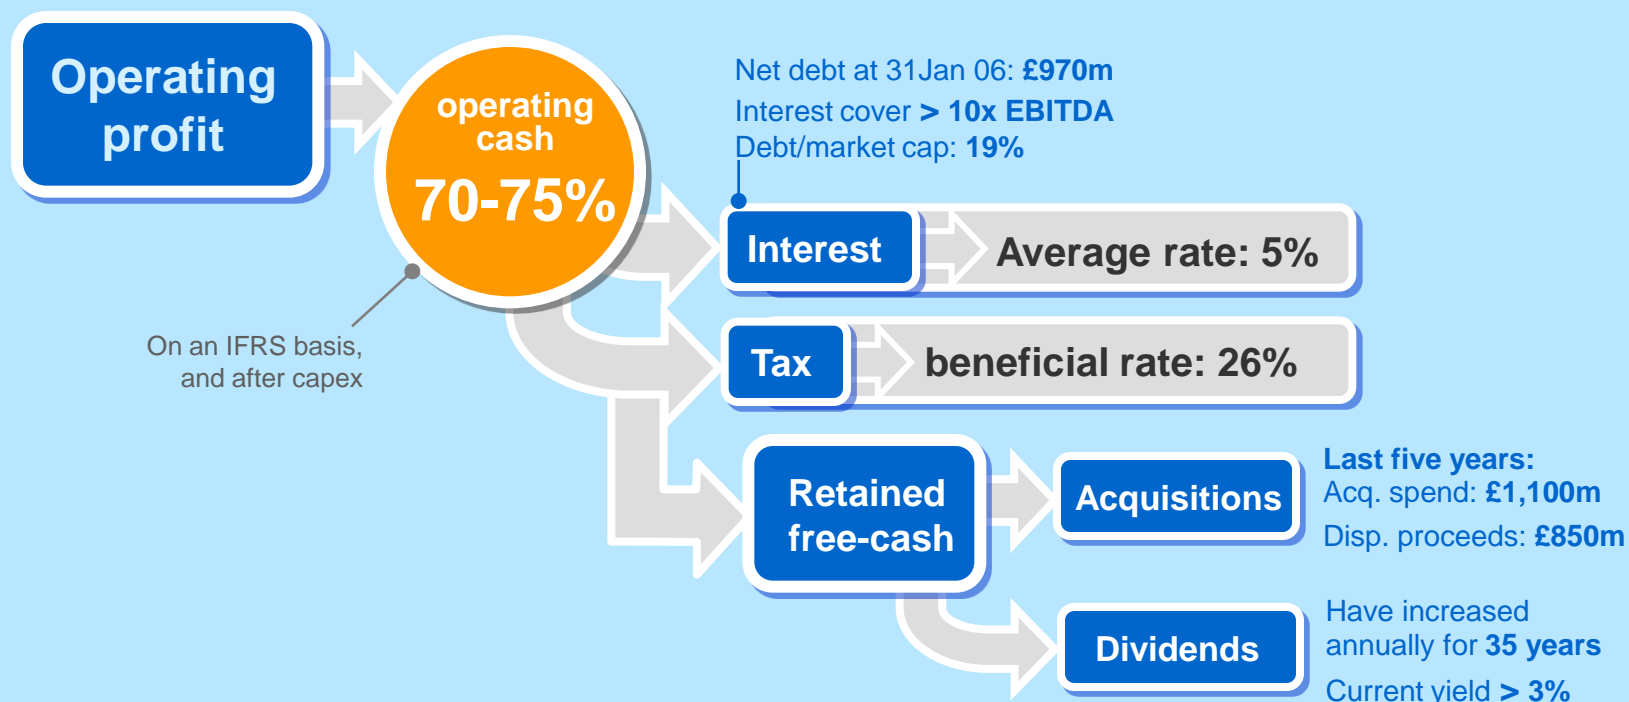 Operating
profit
operating
cash
70-75%
On an IFRS basis,
and after capex
Net debt at 31Jan 06: £970m
Interest cover > 10x EBITDA
Debt/market cap: 19%
Interest
Average rate: 5%
Tax
beneficial rate: 26%
Retained
free-cash
Acquisitions
Last five years:
Acq. spend: £1,100m
Disp. proceeds: £850m
Dividends
Have increased
annually for 35 years
Current yield > 3%